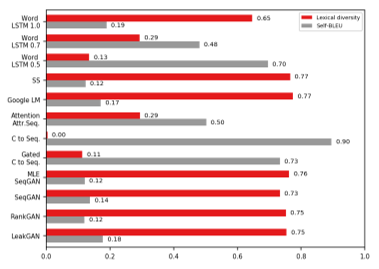 Lexical diversity
Self-BLEU
Word
LSTM 1.0
0.65
0.19
Word
LSTM 0.7
0.29
0.48
Word
LSTM 0.5
0.13
0.70
SS
0.77
0.12
Google LM
0.77
0.17
Attention
Attr.Seq.
0.29
0.50
C to Seq.
0.00
0.90
Gated
C to Seq.
0.11
0.73
MLE
SeqGAN
0.76
0.12
SeqGAN
0.73
0.14
RankGAN
0.75
0.12
LeakGAN
0.75
0.18
0.0 0.2 0.4 0.6 0.8 1.0